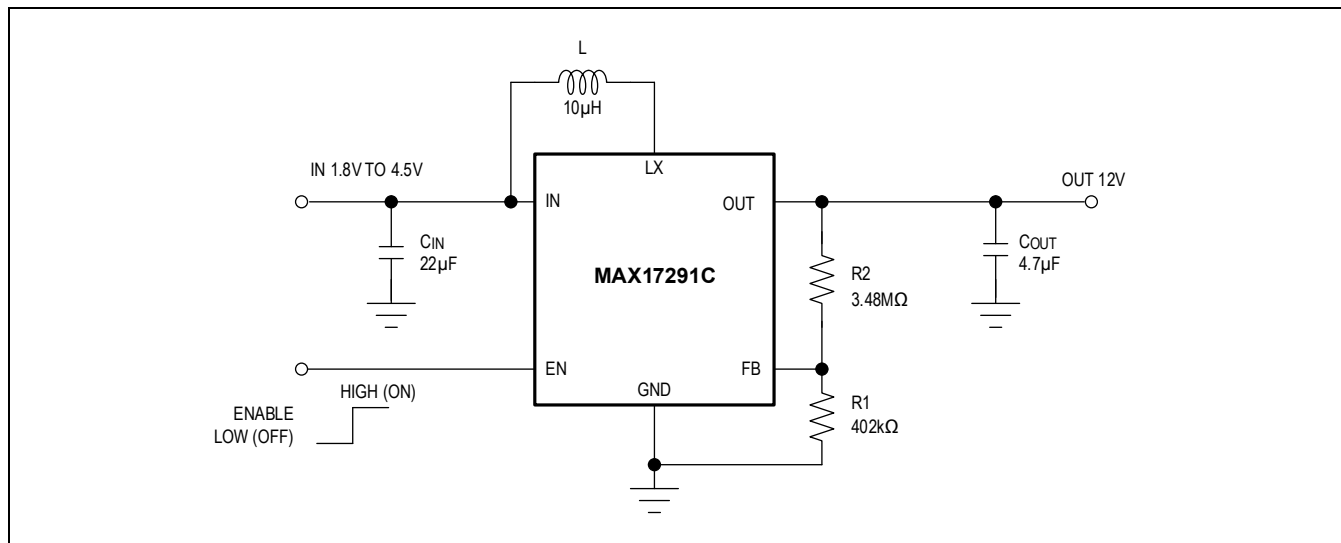 L
10µH
IN 1.8V TO 4.5V
LX
OUT 12V
IN
OUT
CIN
22µF
COUT
4.7µF
R2
3.48MΩ
MAX17291C
EN
FB
HIGH (ON)
GND
R1
402kΩ
ENABLE
LOW (OFF)